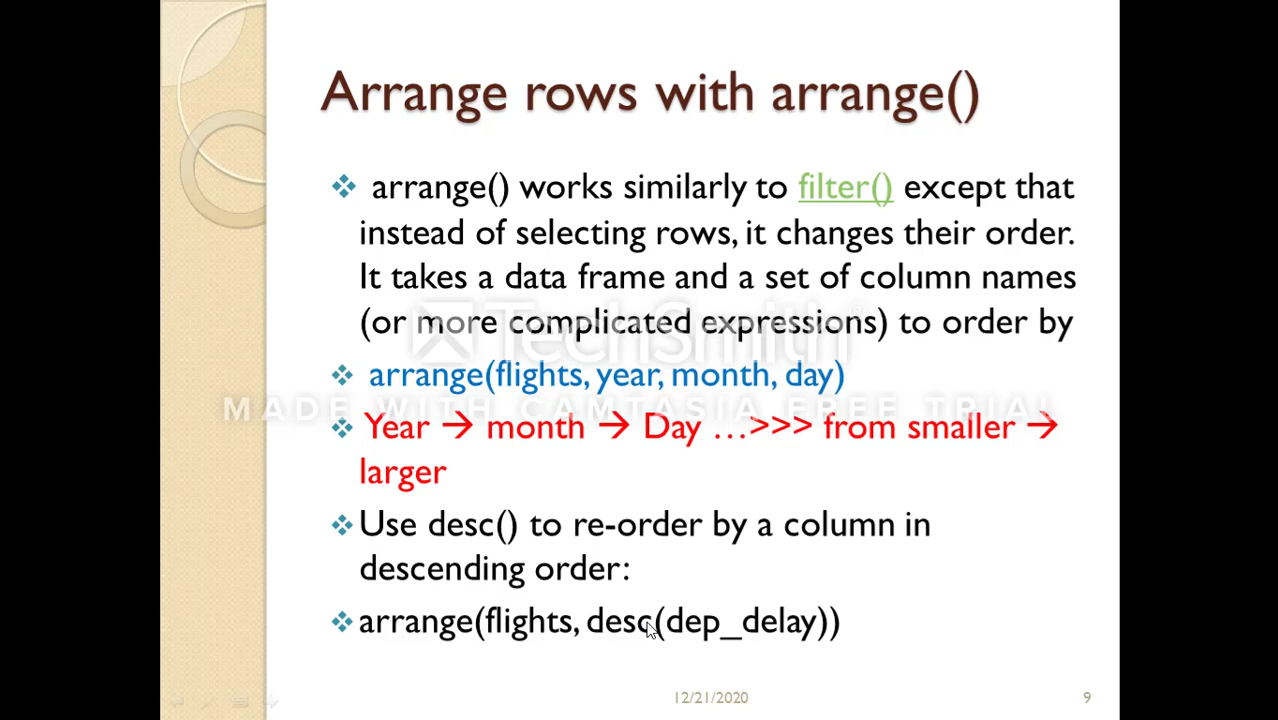 Arrange rows with arrange()
❖ arrange() works similarly to filter() except that
instead of selecting rows, it changes their order.
It takes a data frame and a set of column names
(or more complicated expressions) to order by
TechSmith
❖ arrange(flights, year, month, day)
MADE WITH CAMTASIA FREE TRIAL
❖ Year → month → Day …>>> from smaller →
larger
❖ Use desc() to re-order by a column in
descending order:
❖ arrange(flights, desc(dep_delay))
12/21/2020
9